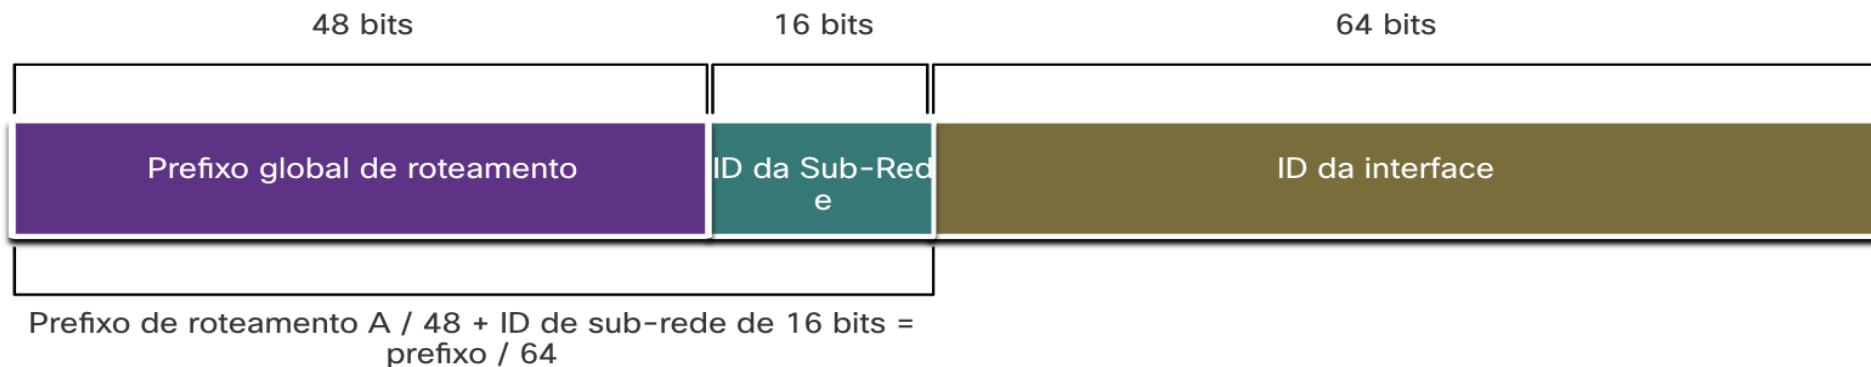 48 bits
16 bits
64 bits
Prefixo global de roteamento
ID da Sub-Red
e
ID da interface
Prefixo de roteamento A / 48 + ID de sub-rede de 16 bits =
prefixo / 64